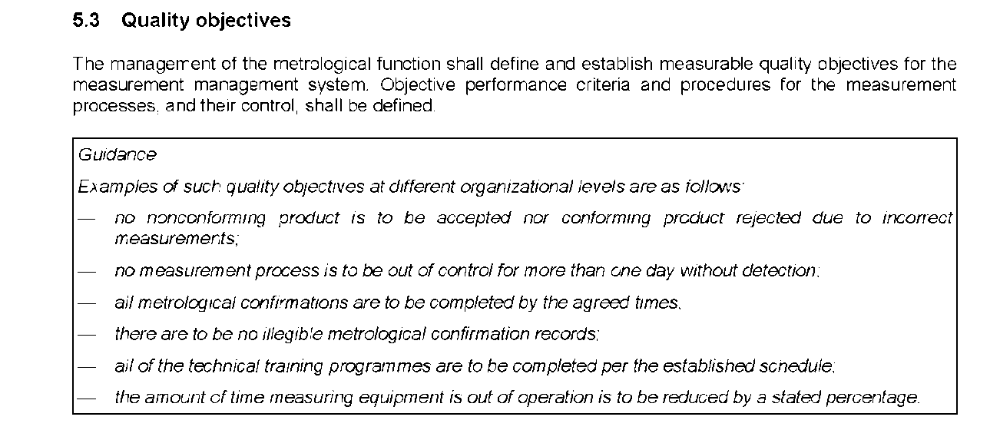 5.3 Quality objectives
The management of the metrological function shall define and establish measurable quality objectives for the
measurement management system. Objective performance criteria and procedures for the measurement
processes, and their control, shall be defined.
Guidance
Examples of such quality objectives at different organizational levels are as follows:
— no nonconforming product is to be accepted nor conforming product rejected due to incorrect
measurements;
— no measurement process is to be out of control for more than one day without detection;
— all metrological confirmations are to be completed by the agreed times;
— there are to be no illegible metrological confirmation records;
— all of the technical training programmes are to be completed per the established schedule;
— the amount of time measuring equipment is out of operation is to be reduced by a stated percentage.